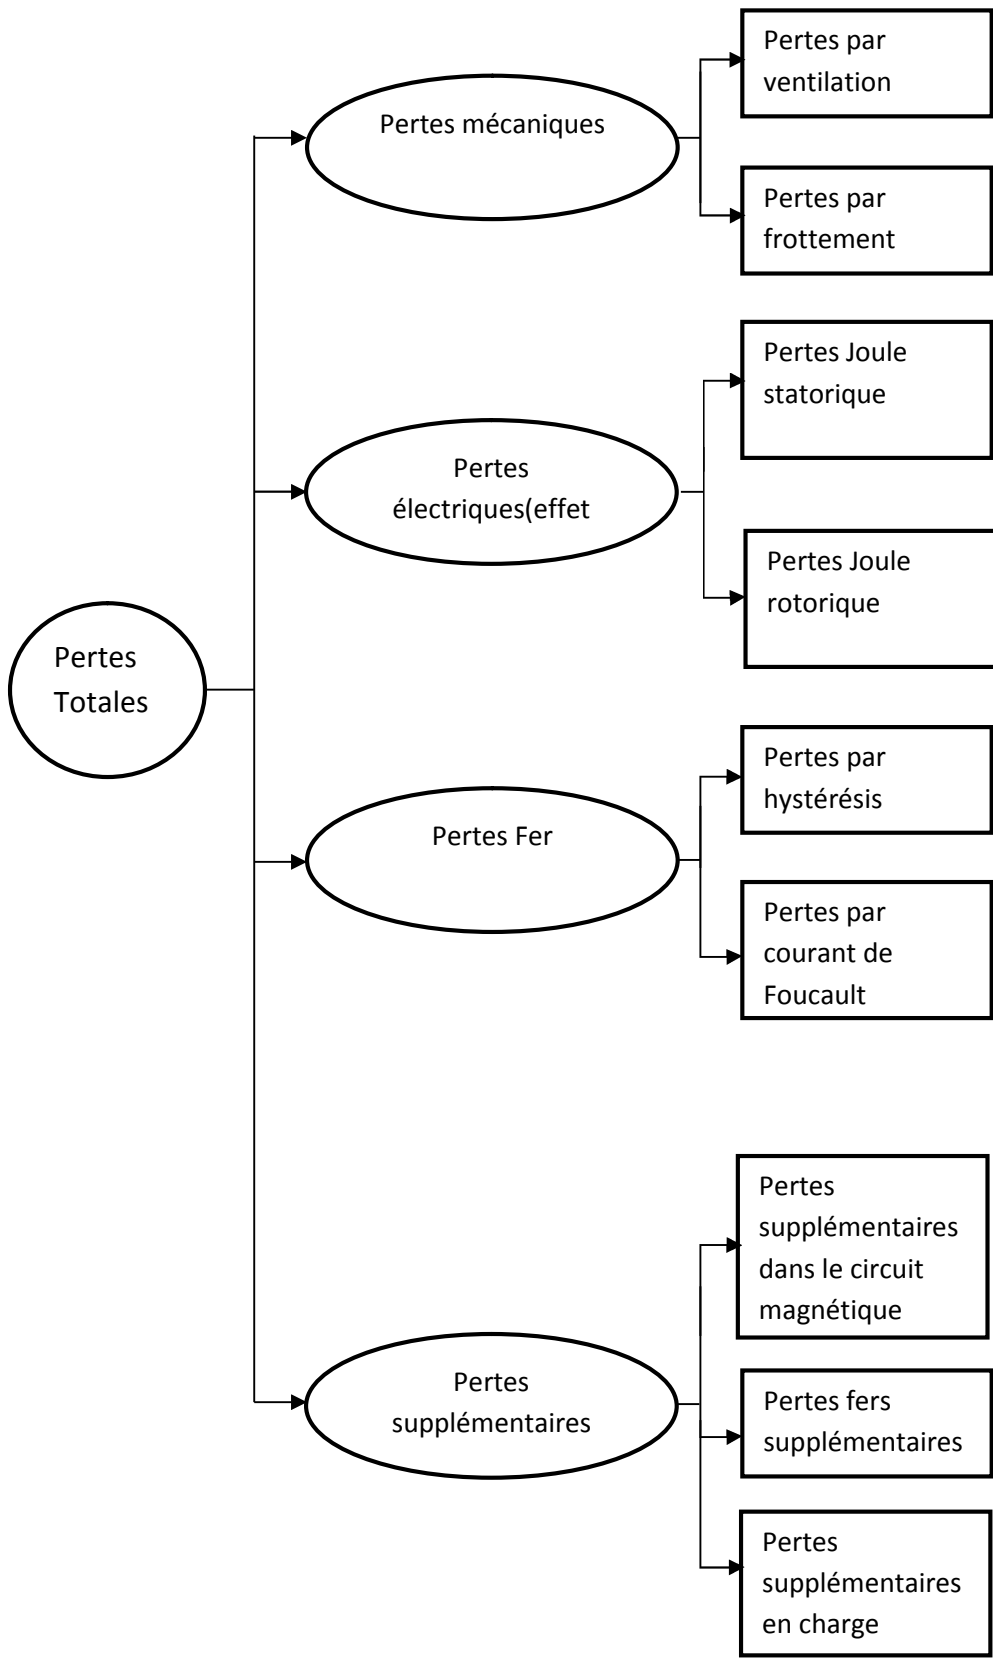 Pertes
Totales
Pertes mécaniques
Pertes par
ventilation
Pertes par
frottement
Pertes
électriques(effet
Pertes Joule
statorique
Pertes Joule
rotorique
Pertes Fer
Pertes par
hystérésis
Pertes par
courant de
Foucault
Pertes
supplémentaires
Pertes
supplémentaires
dans le circuit
magnétique
Pertes fers
supplémentaires
Pertes
supplémentaires
en charge